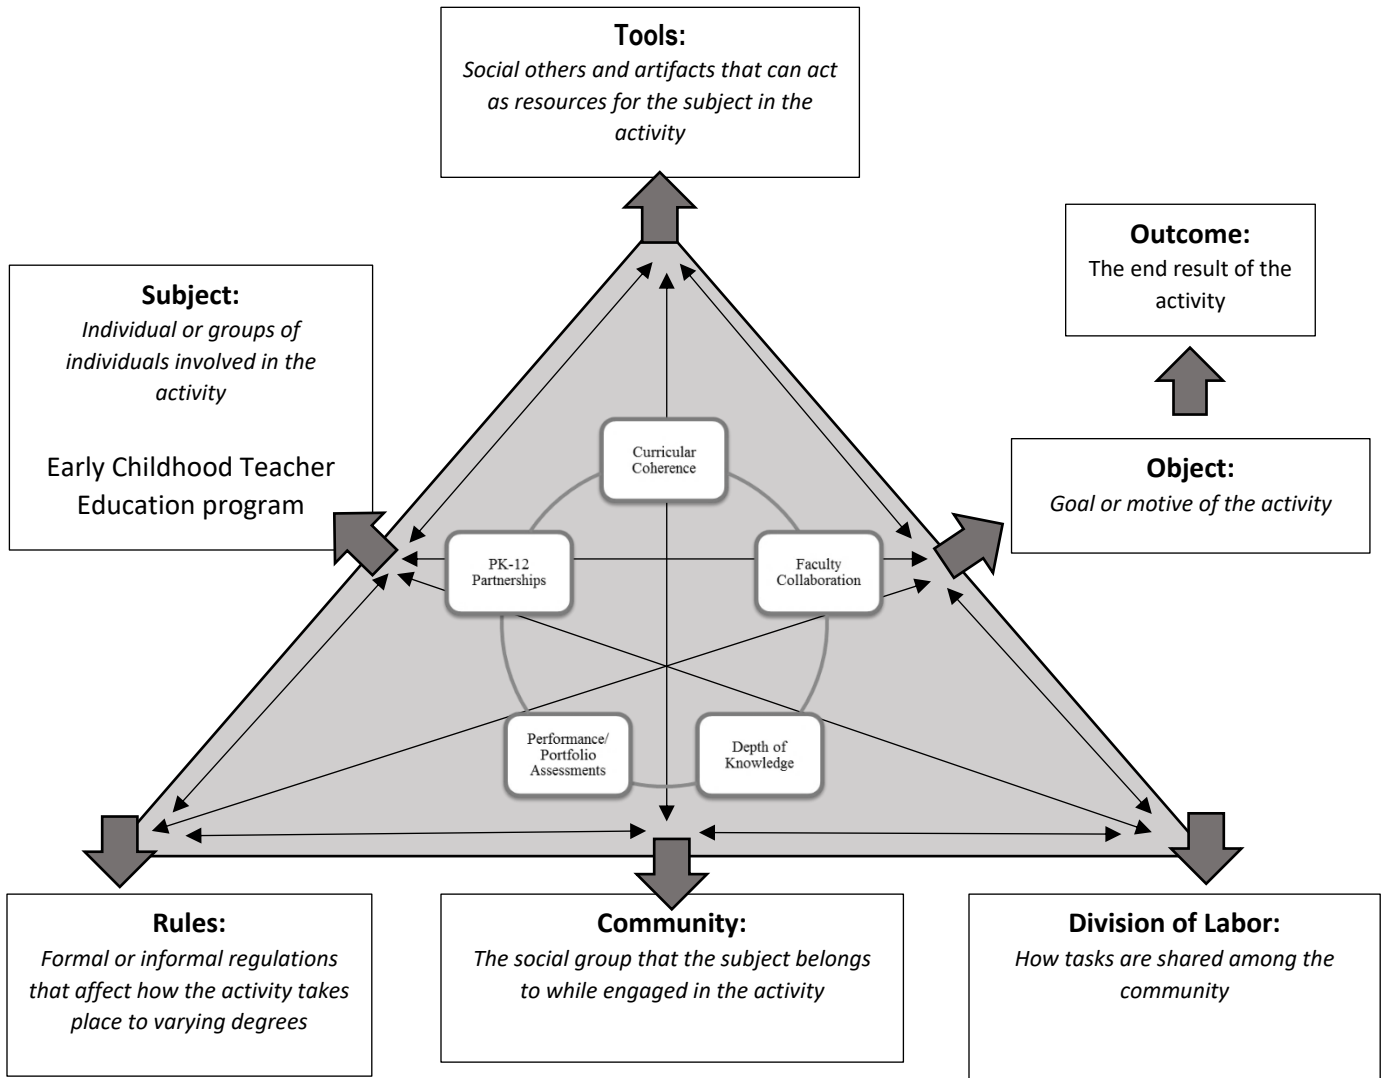 Tools:
Social others and artifacts that can act
as resources for the subject in the
activity
Outcome:
The end result of the
activity
Subject:
Individual or groups of
individuals involved in the
activity
Early Childhood Teacher
Education program
Object:
Goal or motive of the activity
Curricular
Coherence
PK-12
Partnerships
Faculty
Collaboration
Performance/
Portfolio
Assessments
Depth of
Knowledge
Rules:
Formal or informal regulations
that affect how the activity takes
place to varying degrees
Community:
The social group that the subject belongs
to while engaged in the activity
Division of Labor:
How tasks are shared among the
community